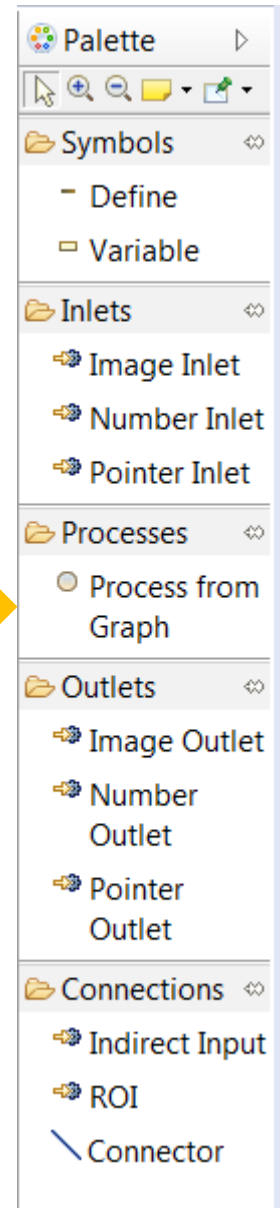 Palette
Symbols
Define
Variable
Inlets
Image Inlet
Number Inlet
Pointer Inlet
Processes
Process from
Graph
Outlets
Image Outlet
Number
Outlet
Pointer
Outlet
Connections
Indirect Input
ROI
Connector